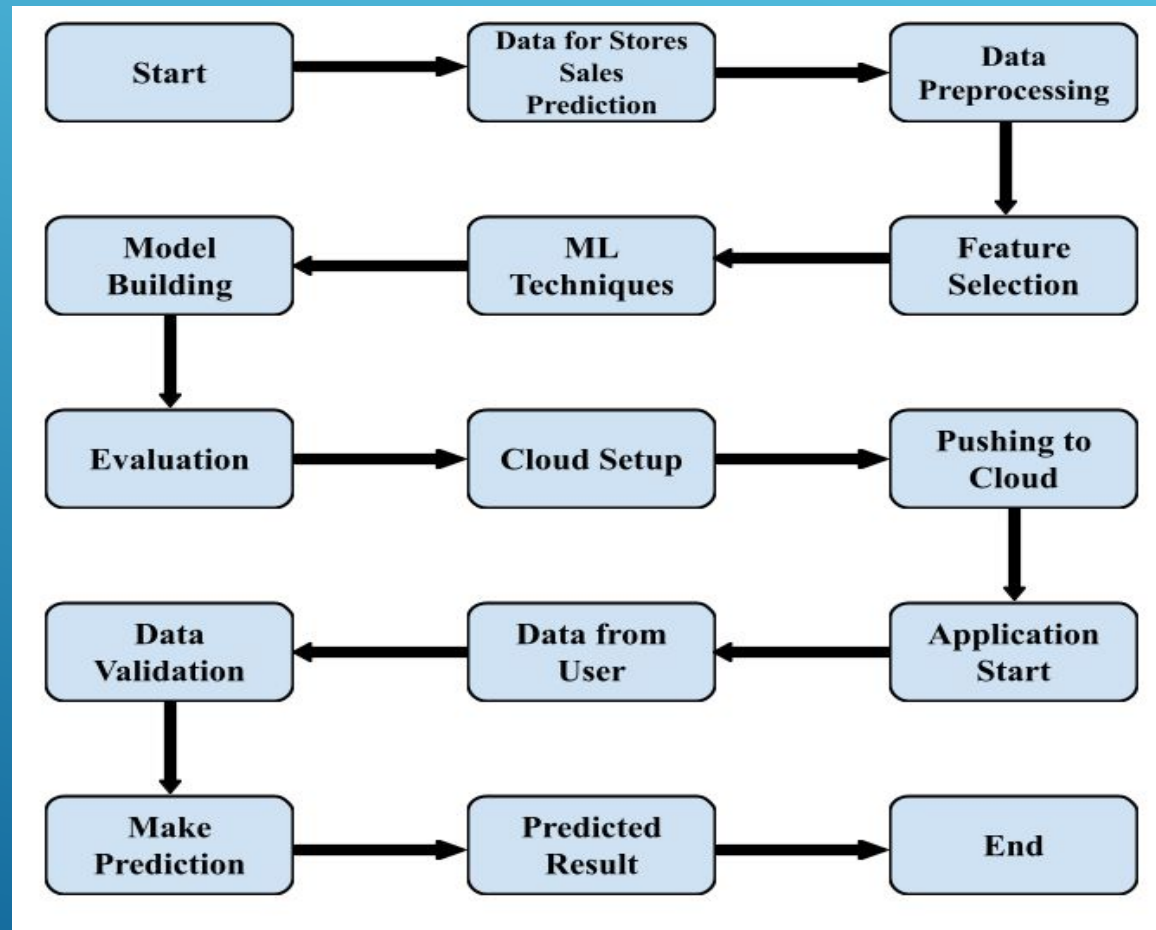 Start
Data for Stores
Sales
Prediction
Data
Preprocessing
Feature
Selection
ML
Techniques
Model
Building
Evaluation
Cloud Setup
Pushing to
Cloud
Application
Start
Data from
User
Data
Validation
Make
Prediction
Predicted
Result
End